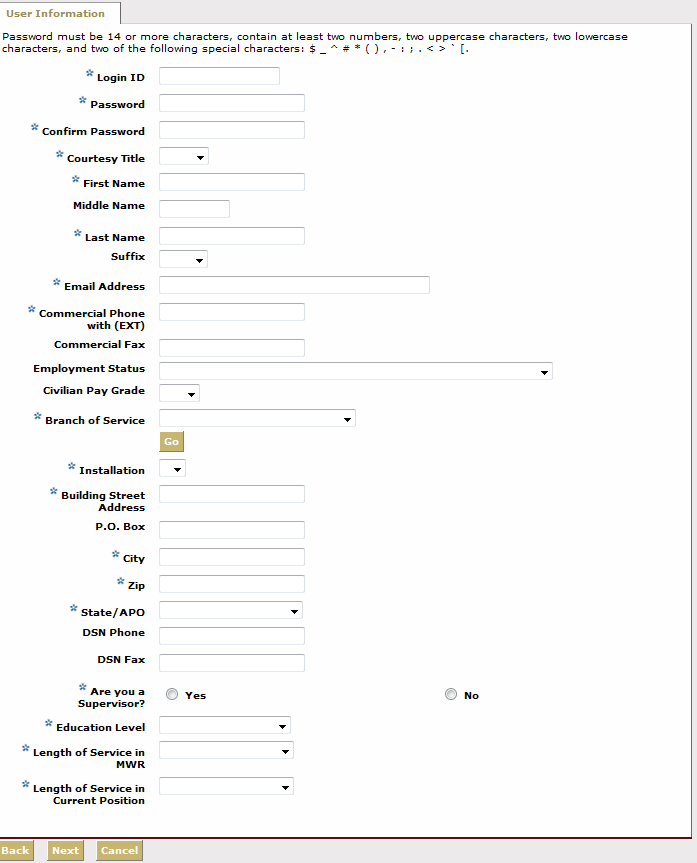 User Information
Password must be 14 or more characters, contain at least two numbers, two uppercase characters, two lowercase
characters, and two of the following special characters: $ _ ^ # * ( ) , - : ; . < > ` [.
* Login ID
* Password
* Confirm Password
* Courtesy Title
* First Name
Middle Name
* Last Name
Suffix
* Email Address
* Commercial Phone
with (EXT)
Commercial Fax
Employment Status
Civilian Pay Grade
* Branch of Service
Go
* Installation
* Building Street
Address
P.O. Box
* City
* Zip
* State/APO
DSN Phone
DSN Fax
* Are you a
Supervisor?
Yes No
* Education Level
* Length of Service in
MWR
* Length of Service in
Current Position
Back Next Cancel